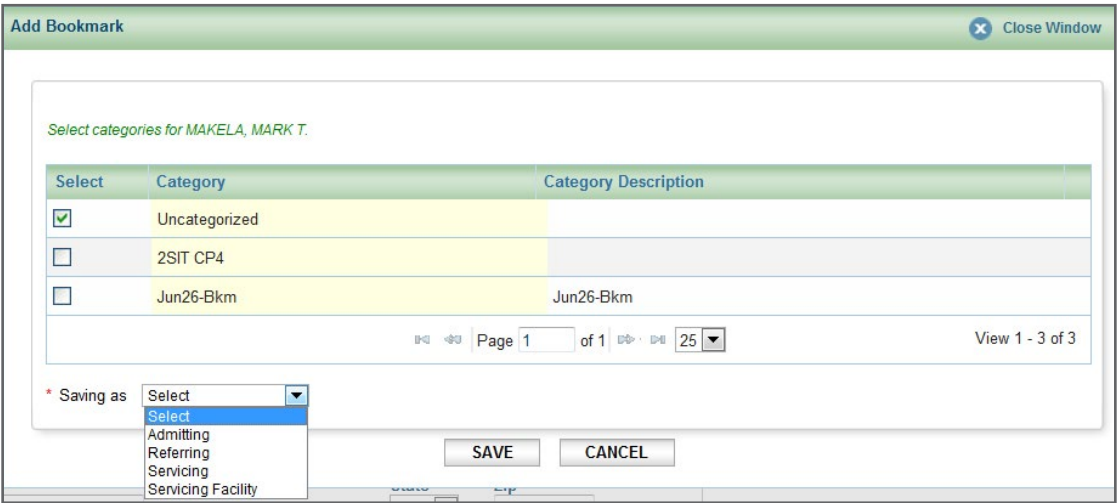 Add Bookmark Close Window
Select categories for MAKELA, MARK T.
Select Category Category Description
Uncategorized
2SIT CP4
Jun26-Bkm Jun26-Bkm
Page 1 of 1 25 View 1 - 3 of 3
* Saving as Select
Select
Admitting
Referring
Servicing
Servicing Facility
SAVE CANCEL